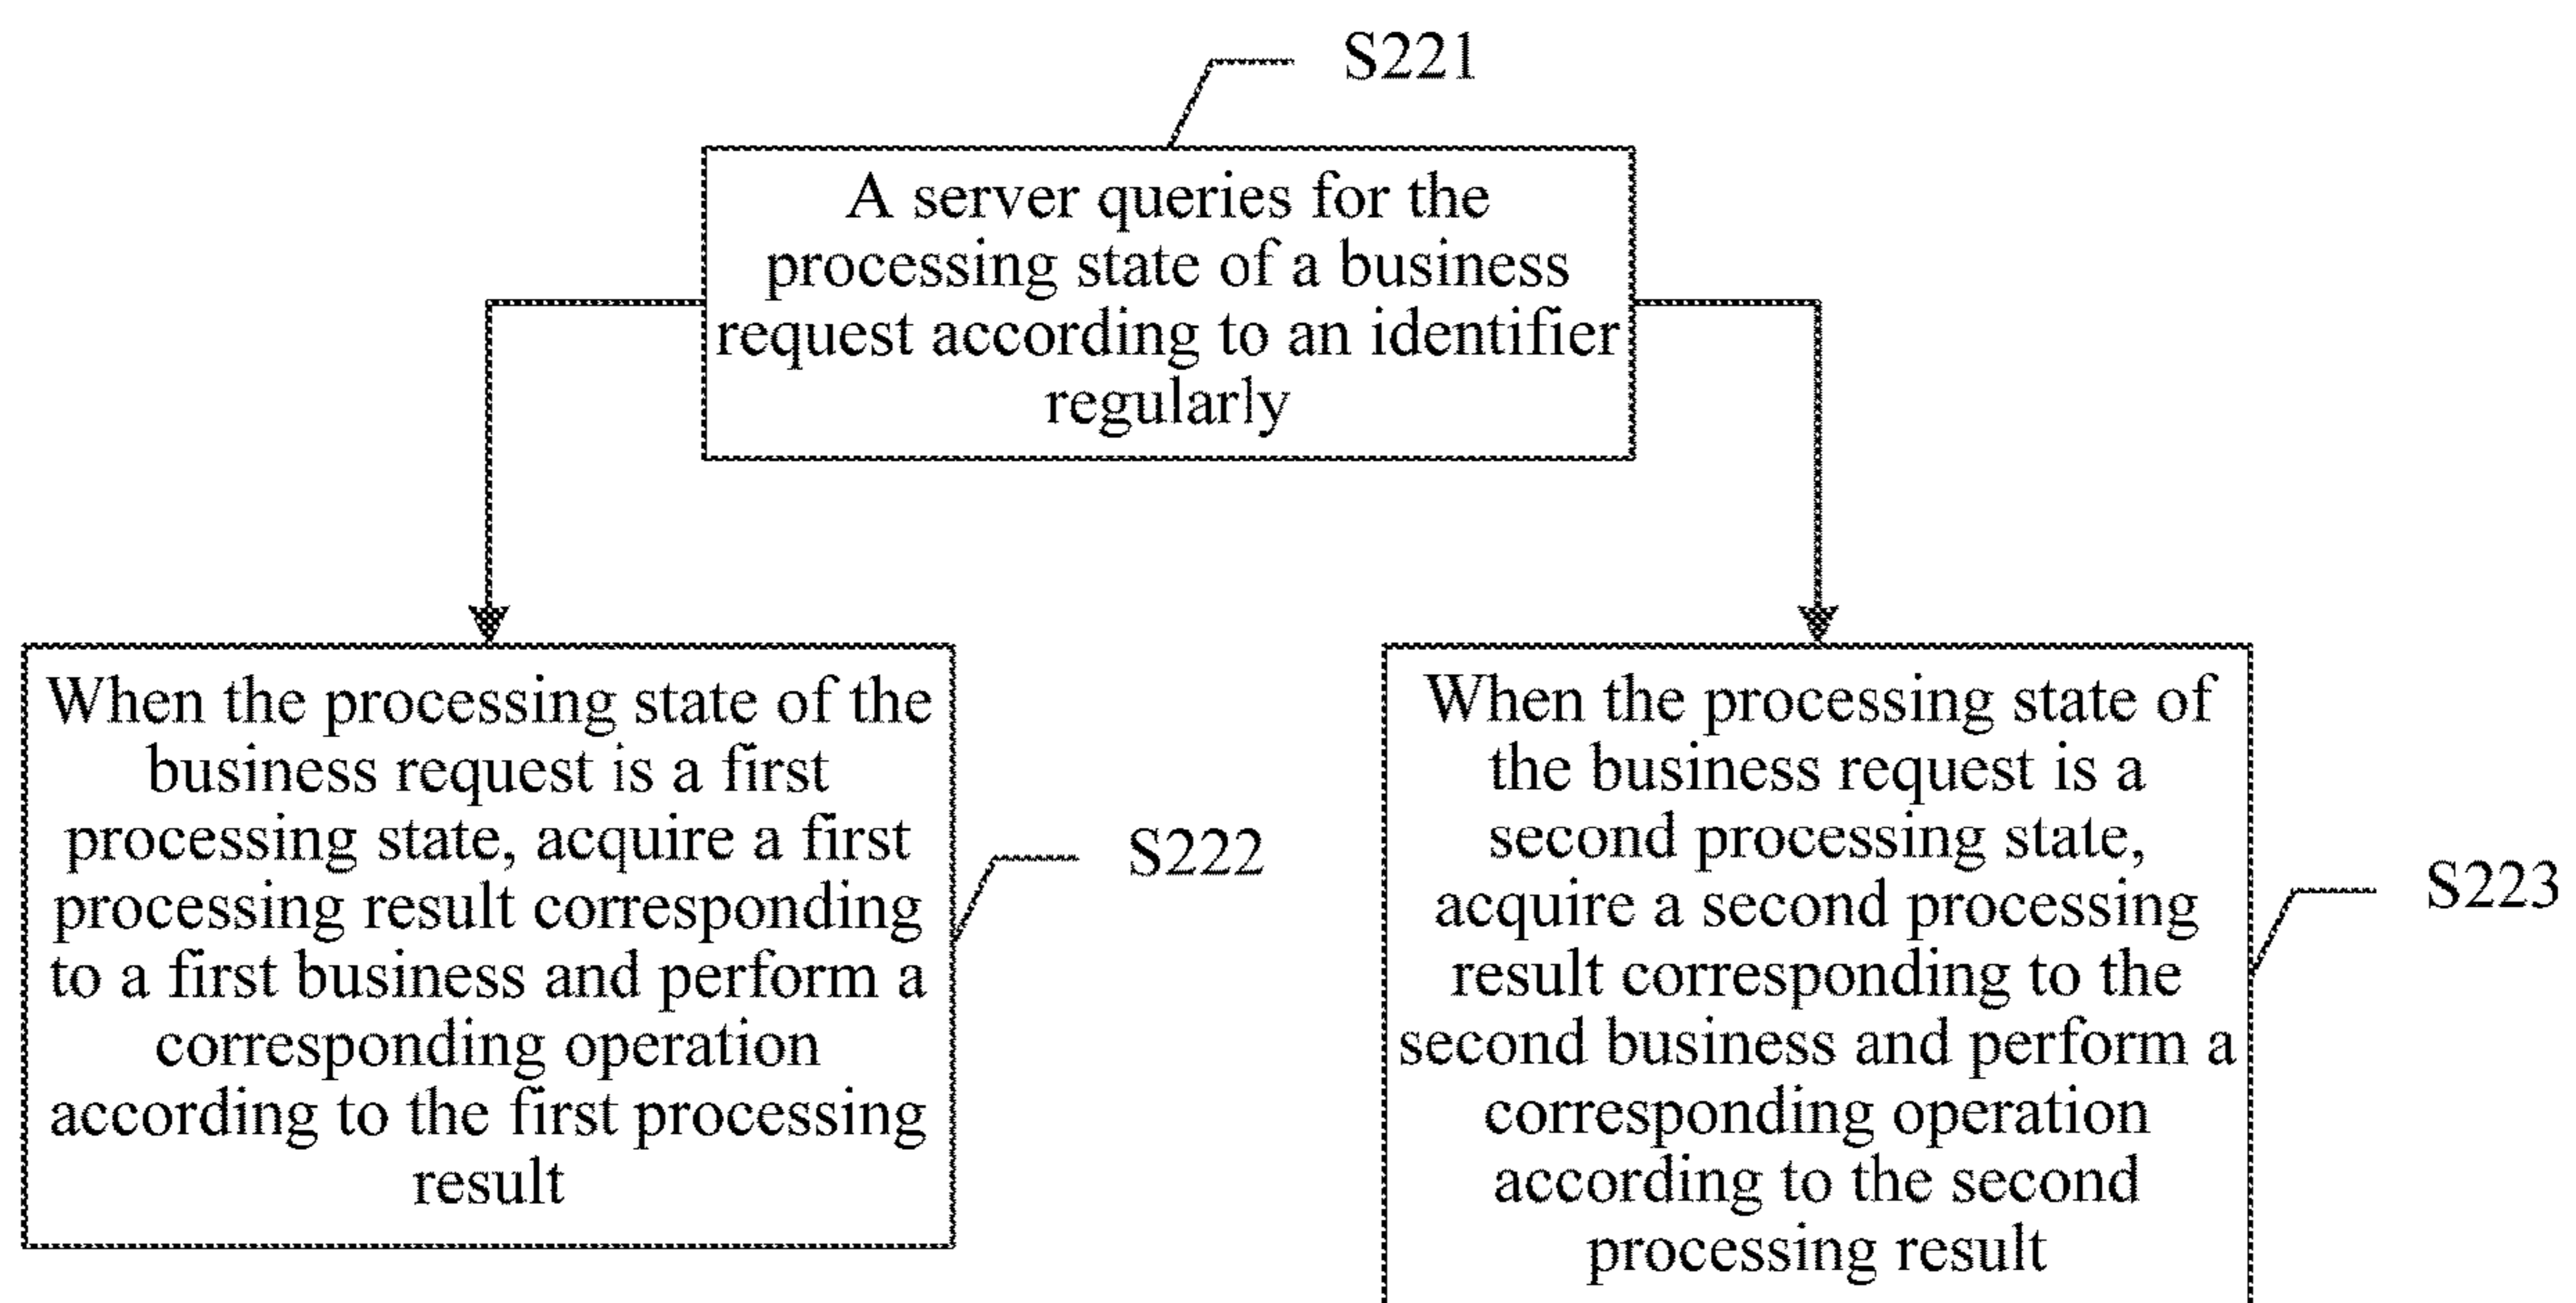 S221
A server queries for the
processing state of a business
request according to an identifier
regularly
When the processing state of the
business request is a first
processing state, acquire a first
processing result corresponding
to a first business and perform a
corresponding operation
according to the first processing
result
S222
When the processing state of
the business request is a
second processing state,
acquire a second processing
result corresponding to the
second business and perform a
corresponding operation
according to the second
processing result
S223